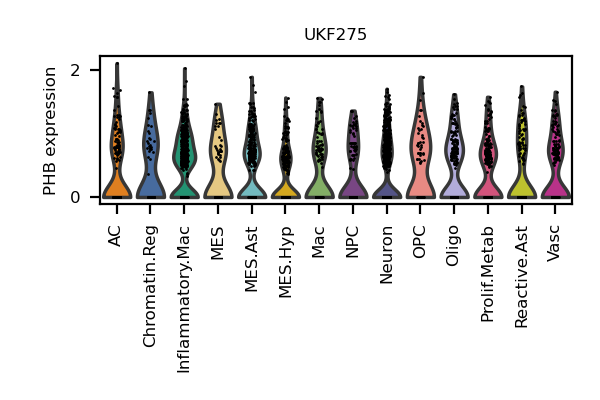 UKF275
PHB expression
2
0
AC
Chromatin.Reg
Inflammatory.Mac
MES
MES.Ast
MES.Hyp
Mac
NPC
Neuron
OPC
Oligo
Prolif.Metab
Reactive.Ast
Vasc